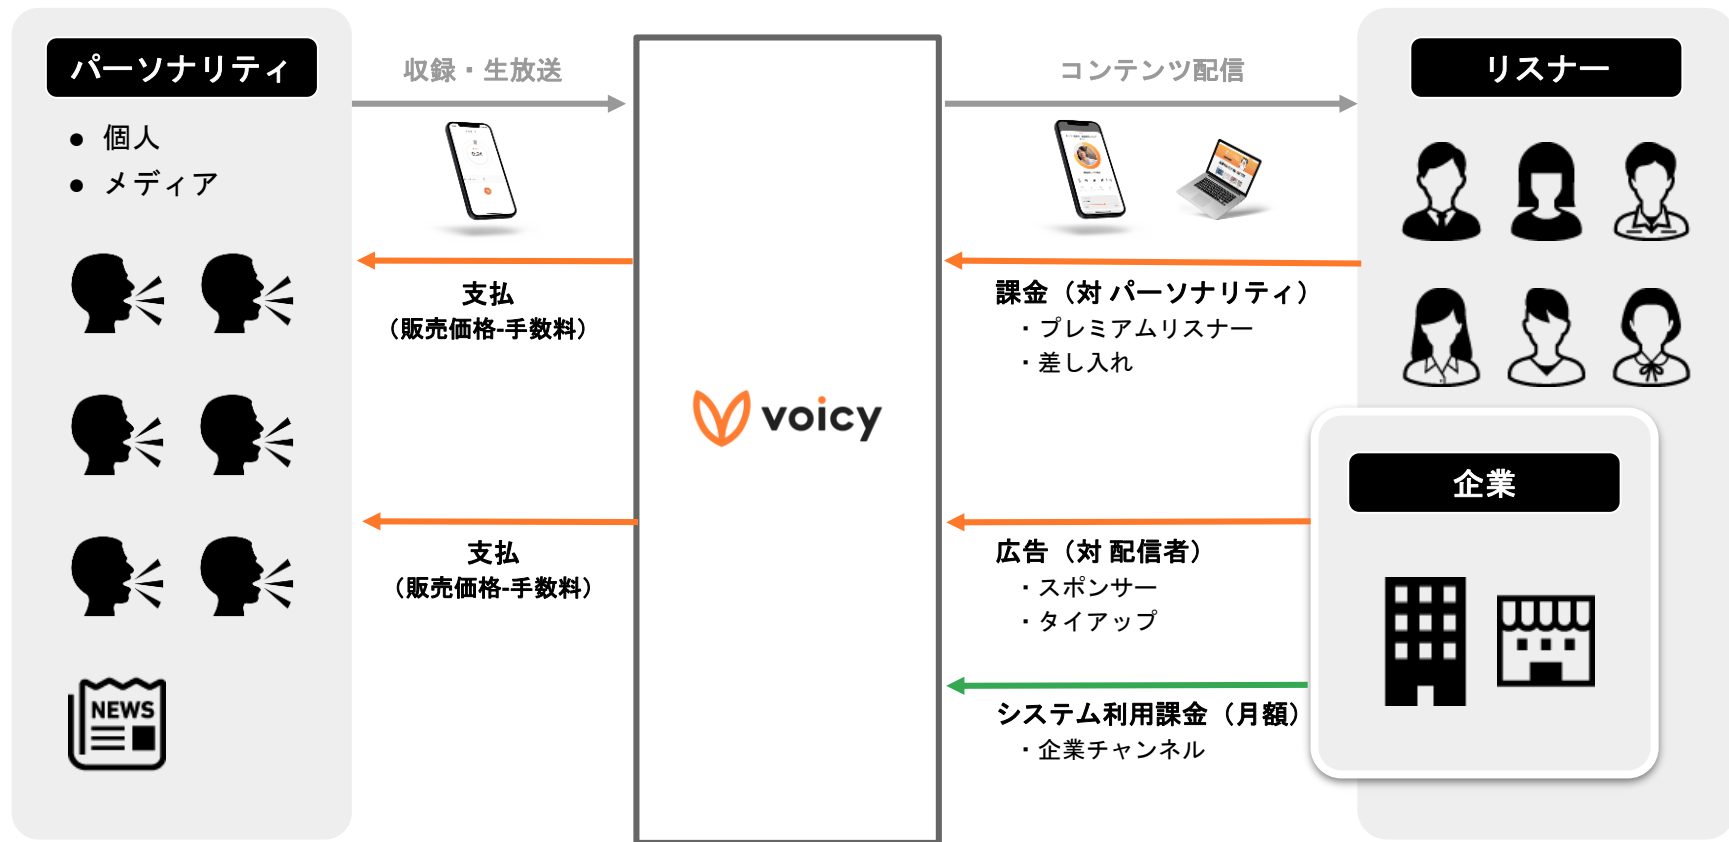 パーソナリティ
● 個人
● メディア
NEWS
収録・生放送
支払
（販売価格-手数料）
支払
（販売価格-手数料）
voicy
コンテンツ配信
課金（対 パーソナリティ）
・プレミアムリスナー
・差し入れ
広告（対 配信者）
・スポンサー
・タイアップ
システム利用課金（月額）
・企業チャンネル
リスナー
企業